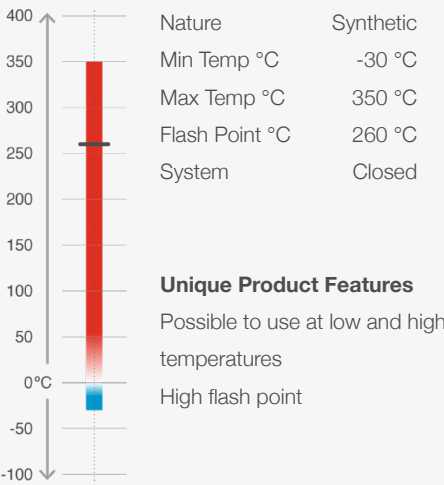 400
350
300
250
200
150
100
50
0°C
-50
-100
Nature Synthetic
Min Temp °C -30 °C
Max Temp °C 350 °C
Flash Point °C 260 °C
System Closed
Unique Product Features
Possible to use at low and high
temperatures
High flash point